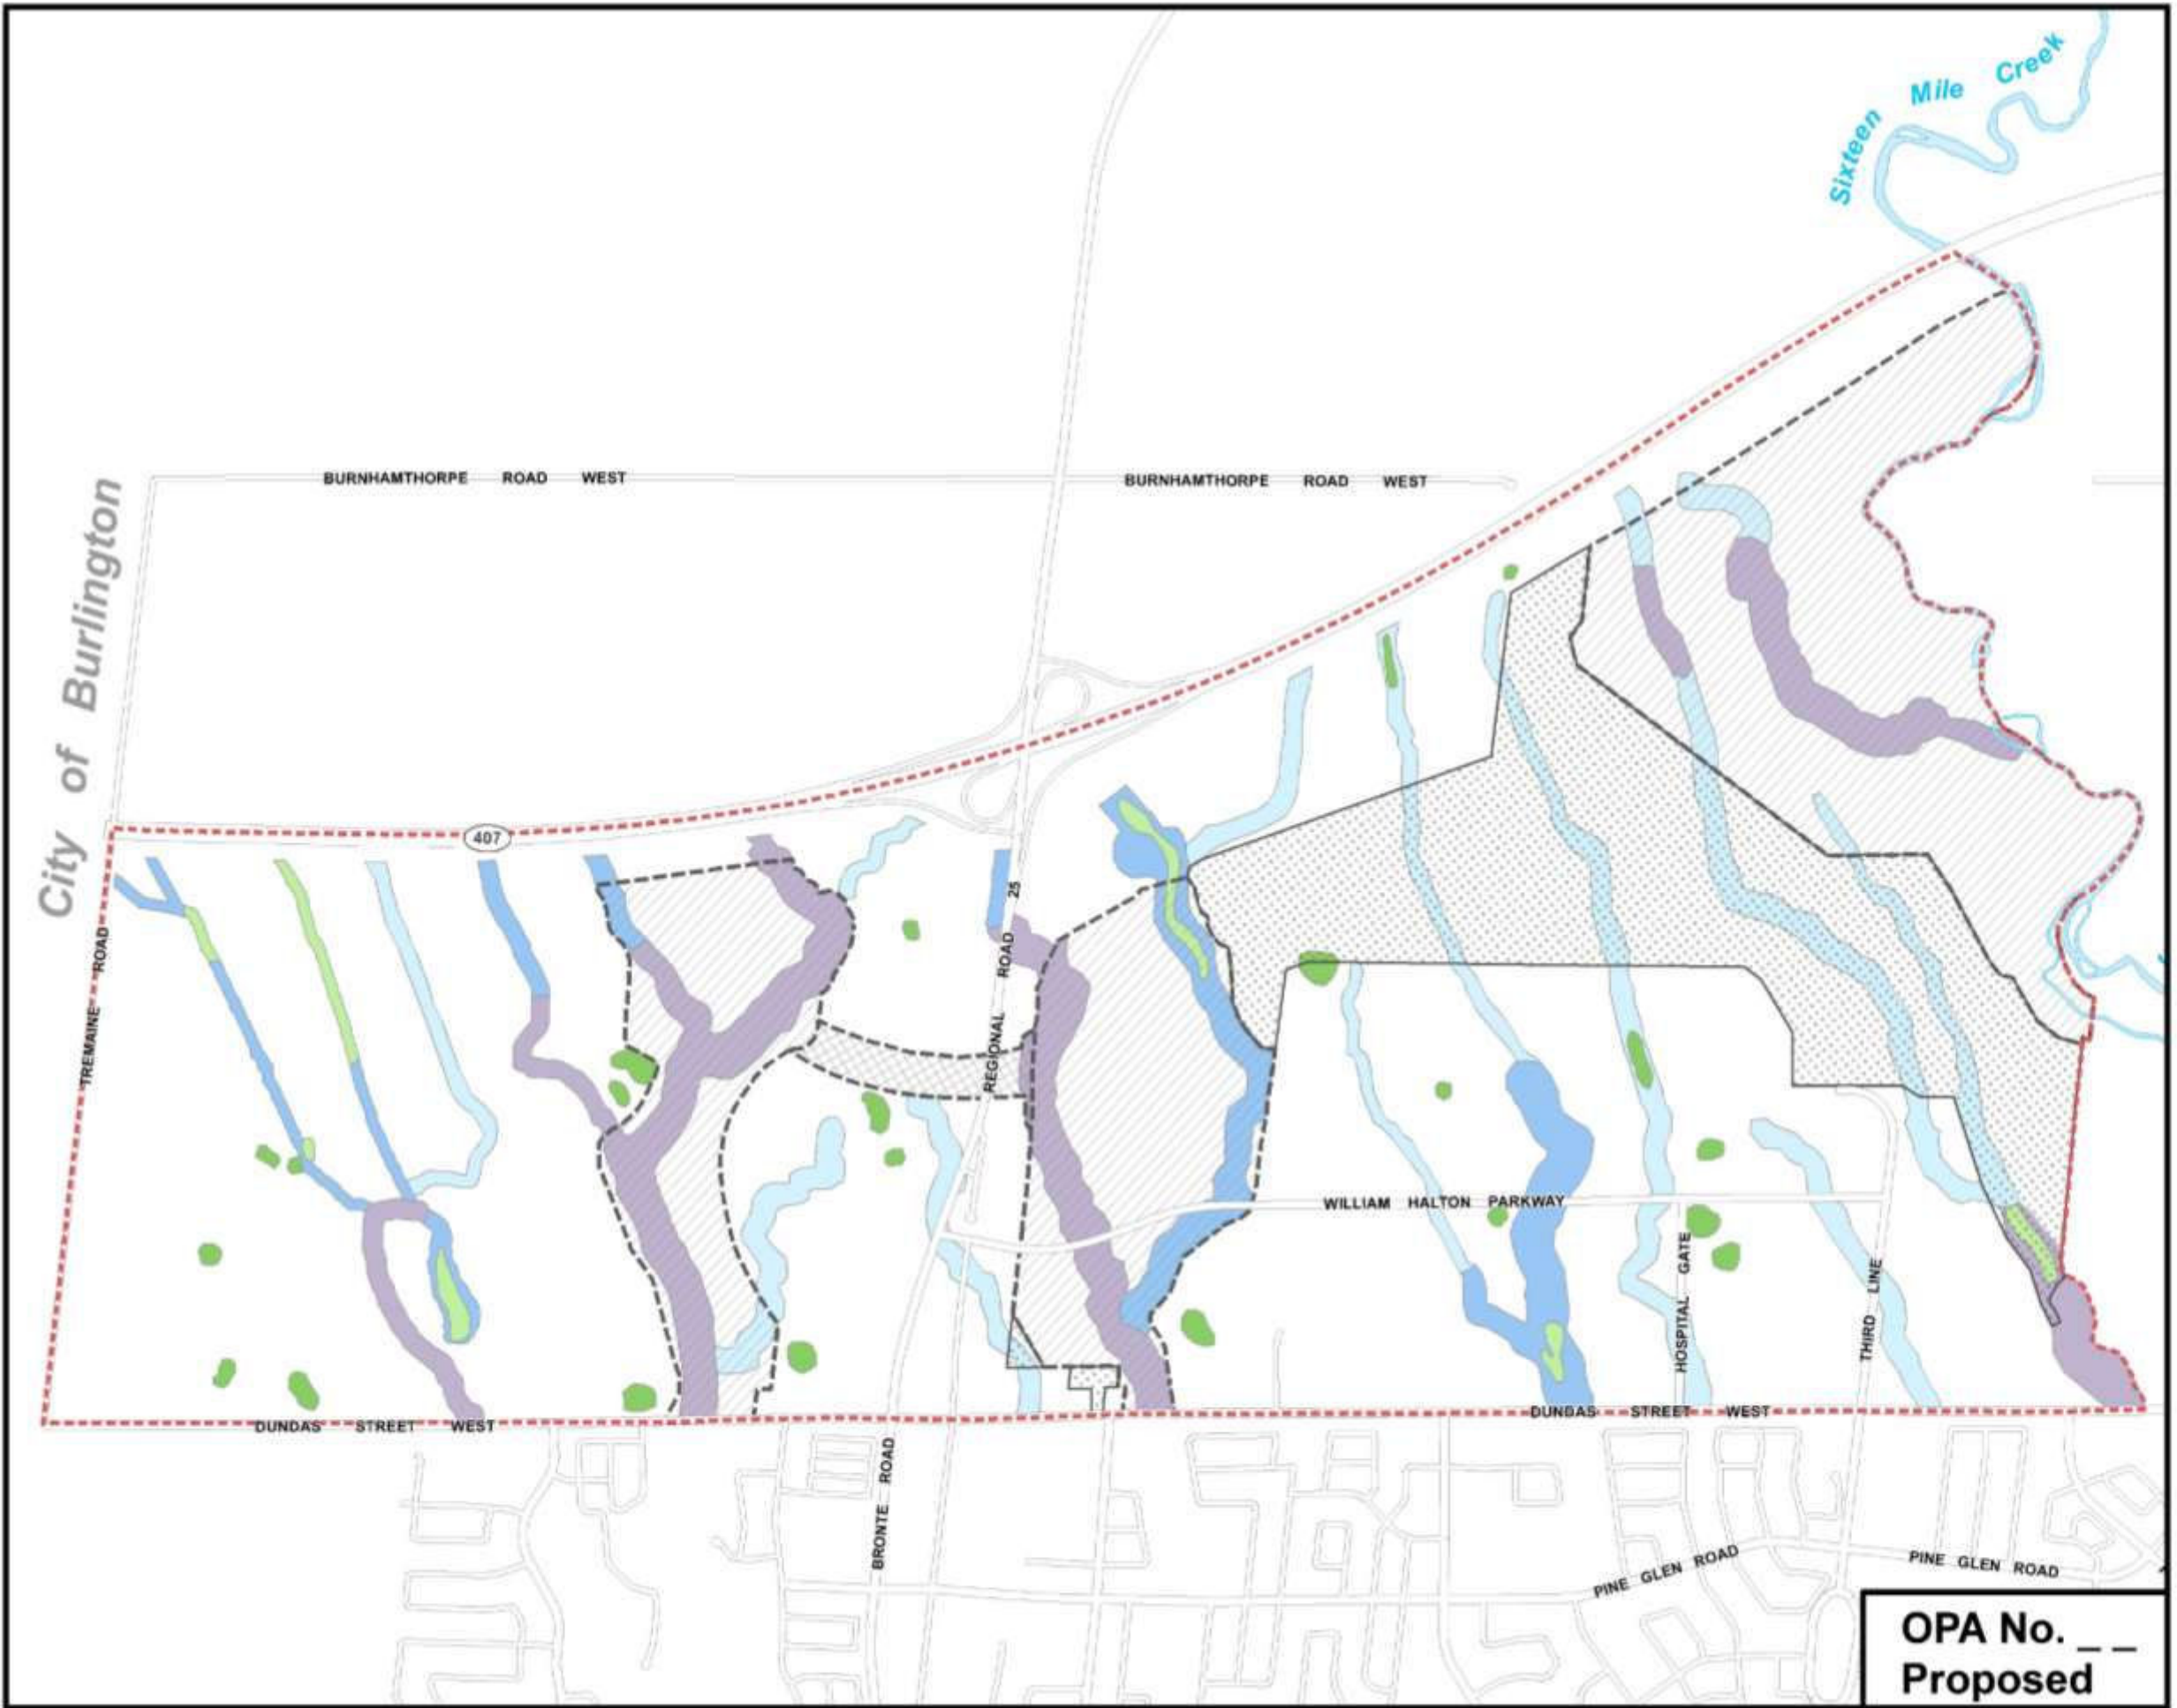 Sixteen Mile Creek
BURNHAMTHORPE ROAD WEST
BURNHAMTHORPE ROAD WEST
City of Burlington
407
25
REGIONAL ROAD
TREMAINE ROAD
WILLIAM HALTON PARKWAY
HOSPITAL GATE
THIRD LINE
DUNDAS STREET WEST
DUNDAS STREET WEST
BRONTE ROAD
PINE GLEN ROAD
PINE GLEN ROAD
OPA No. _ _
Proposed